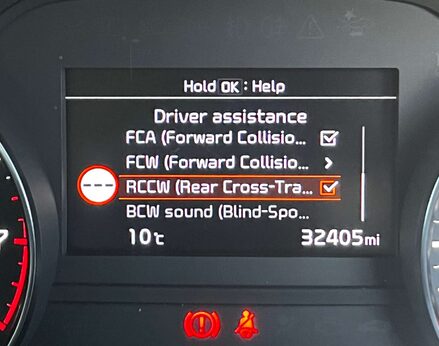 Hold OK : Help
Driver assistance
FCA (Forward Collisio...
FCW (Forward Collisio...
RCCW (Rear Cross-Tra...
BCW sound (Blind-Spo...
---
10℃ 32405mi